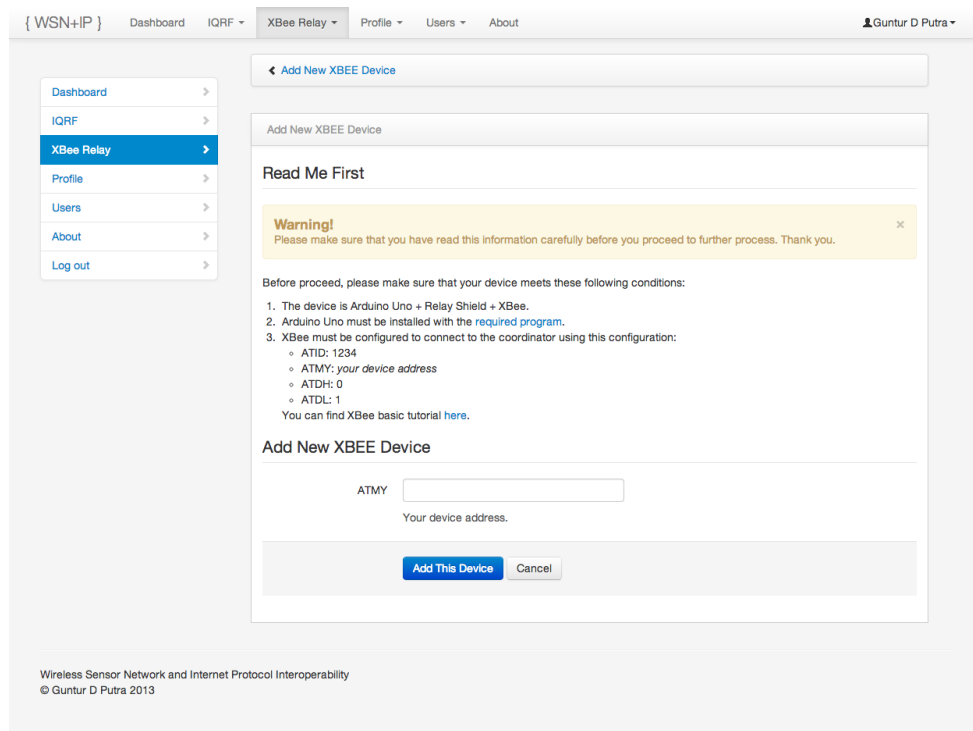 { WSN+IP } Dashboard IQRF XBee Relay Profile Users About Guntur D Putra
Add New XBEE Device
Dashboard
IQRF
XBee Relay
Profile
Users
About
Log out
Add New XBEE Device
Read Me First
Warning!
Please make sure that you have read this information carefully before you proceed to further process. Thank you.
Before proceed, please make sure that your device meets these following conditions:
1. The device is Arduino Uno + Relay Shield + XBee.
2. Arduino Uno must be installed with the required program.
3. XBee must be configured to connect to the coordinator using this configuration:
ATID: 1234
ATMY: your device address
ATDH: 0
ATDL: 1
You can find XBee basic tutorial here.
Add New XBEE Device
ATMY
Your device address.
Add This Device Cancel
Wireless Sensor Network and Internet Protocol Interoperability
© Guntur D Putra 2013